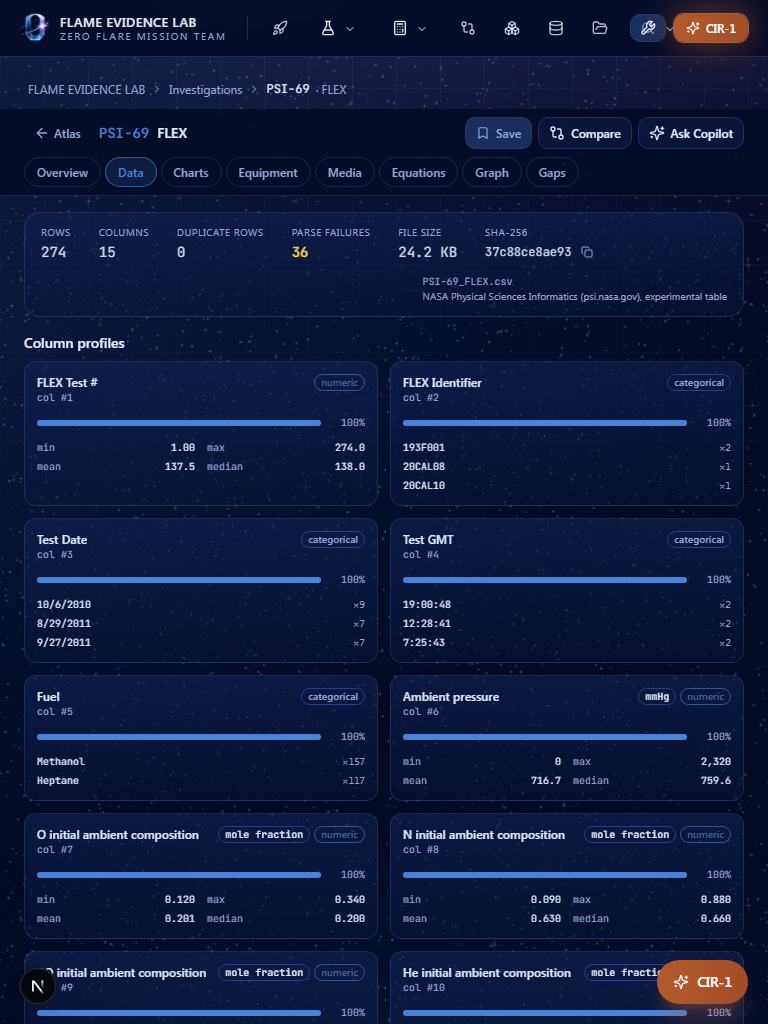 FLAME EVIDENCE LAB
ZERO FLARE MISSION TEAM
CIR-1
FLAME EVIDENCE LAB > Investigations > PSI-69 · FLEX
← Atlas PSI-69 FLEX
Save
Compare
Ask Copilot
Overview Data Charts Equipment Media Equations Graph Gaps
ROWS COLUMNS DUPLICATE ROWS PARSE FAILURES FILE SIZE SHA-256
274 15 0 36 24.2 KB 37c88ce8ae93
PSI-69_FLEX.csv
NASA Physical Sciences Informatics (psi.nasa.gov), experimental table
Column profiles
FLEX Test # numeric
col #1
100%
min 1.00 max 274.0
mean 137.5 median 138.0
FLEX Identifier categorical
col #2
100%
193F001 ×2
20CAL08 ×1
20CAL10 ×1
Test Date categorical
col #3
100%
10/6/2010 ×9
8/29/2011 ×7
9/27/2011 ×7
Test GMT categorical
col #4
100%
19:00:48 ×2
12:28:41 ×2
7:25:43 ×2
Fuel categorical
col #5
100%
Methanol ×157
Heptane ×117
Ambient pressure mmHg numeric
col #6
100%
min 0 max 2,320
mean 716.7 median 759.6
O initial ambient composition mole fraction numeric
col #7
100%
min 0.120 max 0.340
mean 0.201 median 0.200
N initial ambient composition mole fraction numeric
col #8
100%
min 0.090 max 0.880
mean 0.630 median 0.660
initial ambient composition mole fraction numeric
#9
100%
He initial ambient composition mole
col #10
100%
N
CIR-1